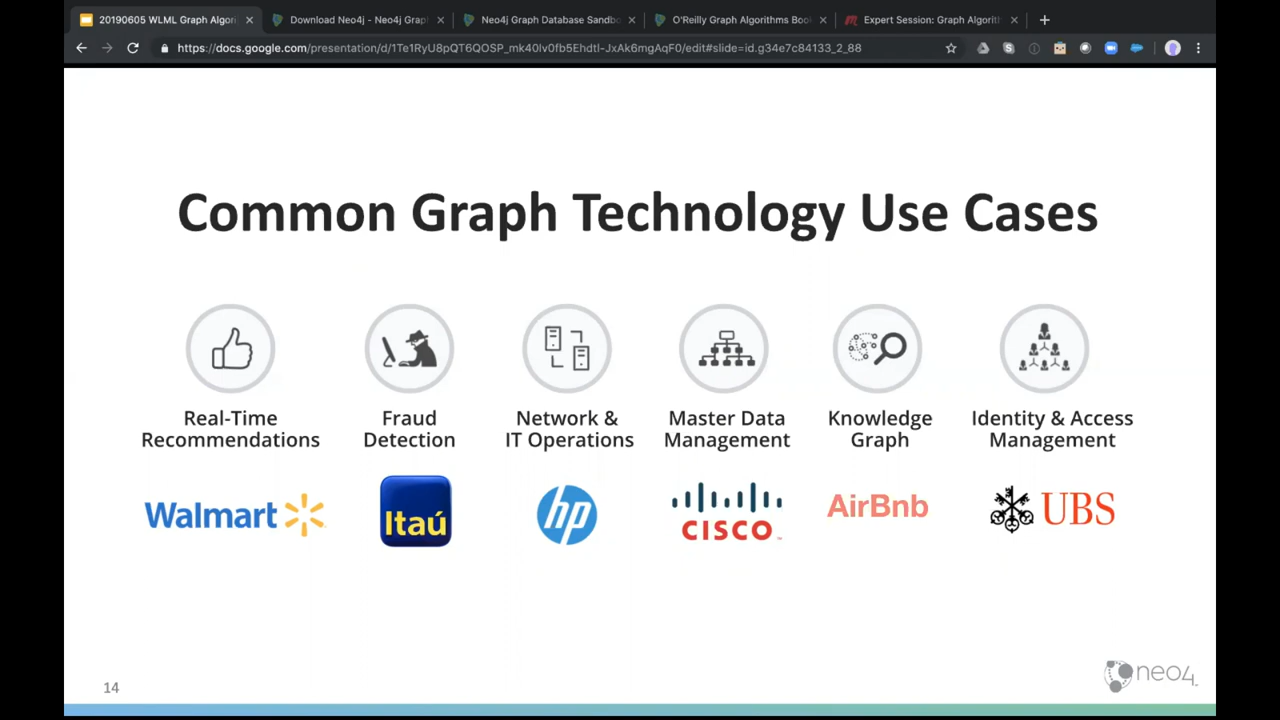 20190605 WLML Graph Algori
Download Neo4j - Neo4j Grap
Neo4j Graph Database Sandb
O'Reilly Graph Algorithms Boo
Expert Session: Graph Algorit
https://docs.google.com/presentation/d/1Te1RyU8pQT6QOSP_mk40lv0fb5Ehdtl-JxAk6mgAqF0/edit#slide=id.g34e7c84133_2_88
Common Graph Technology Use Cases
Real-Time
Recommendations
Fraud
Detection
Network &
IT Operations
Master Data
Management
Knowledge
Graph
Identity & Access
Management
Walmart
Itaú
hp
CISCO™
AirBnb
UBS
14
neo4j